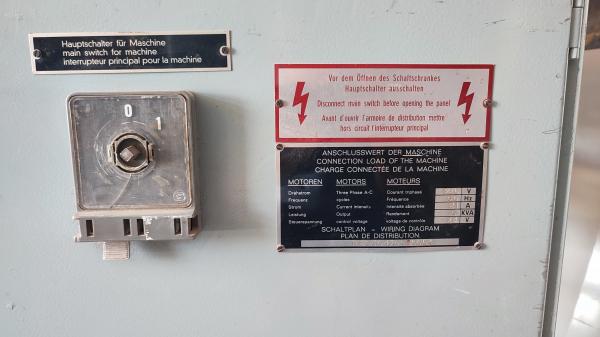 Hauptschalter für Maschine
main switch for machine
interrupteur principal pour la machine
0
1
Vor dem Öffnen des Schaltschrankes
Hauptschalter ausschalten
Disconnect main switch before opening the panel
Avant d'ouvrir l'armoire de distribution mettre
hors circuit l'interrupteur principal
ANSCHLUSSWERT DER MASCHINE
CONNECTION LOAD OF THE MACHINE
CHARGE CONNECTÉE DE LA MACHINE
MOTOREN MOTORS MOTEURS
Drehstrom Three Phase A-C Courant triphase V
Frequenz cycles Fréquence Hz
Strom Current intensity Intensité absorbée A
Leistung Output Rendement KVA
Steuerspannung control voltage voltage de contrôle V
SCHALTPLAN - WIRING DIAGRAM
PLAN DE DISTRIBUTION